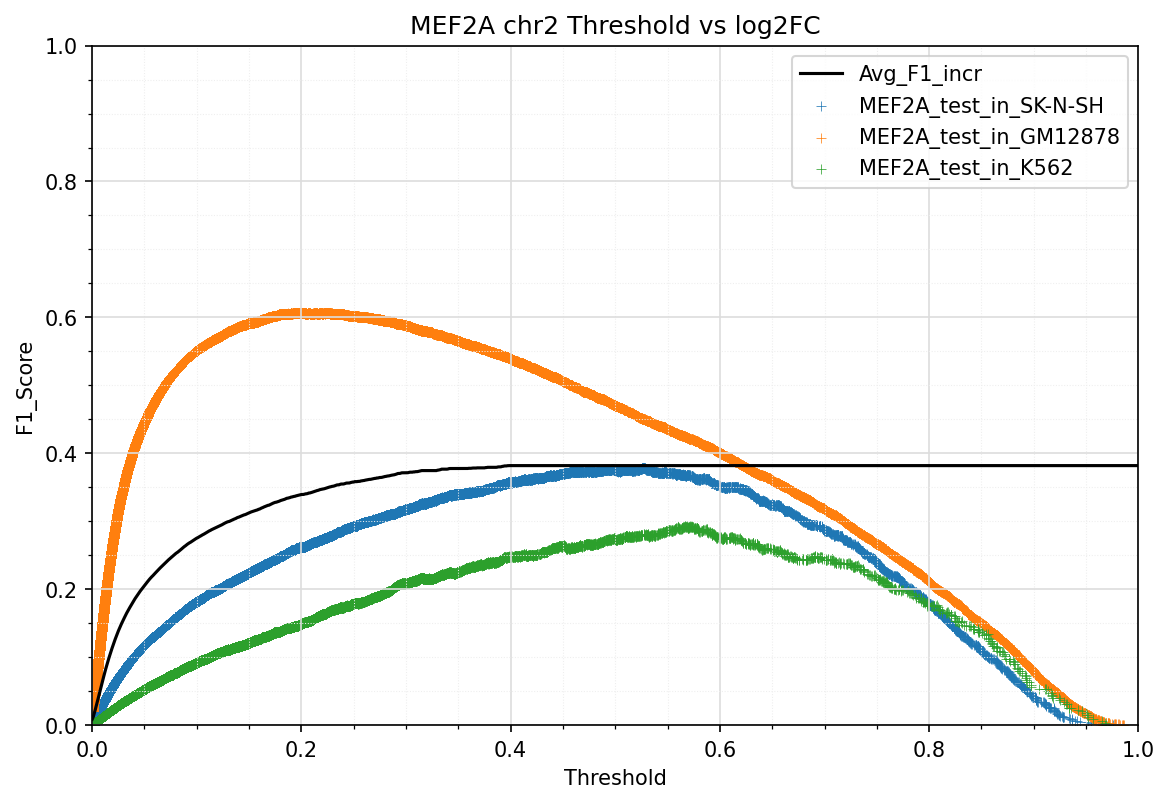 MEF2A chr2 Threshold vs log2FC
Avg_F1_incr
MEF2A_test_in_SK-N-SH
MEF2A_test_in_GM12878
MEF2A_test_in_K562
F1_Score
1.0
0.8
0.6
0.4
0.2
0.0
0.0 0.2 0.4 0.6 0.8 1.0
Threshold